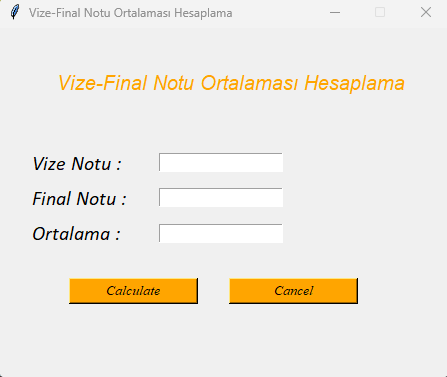 Vize-Final Notu Ortalaması Hesaplama
Vize-Final Notu Ortalaması Hesaplama
Vize Notu :
Final Notu :
Ortalama :
Calculate
Cancel